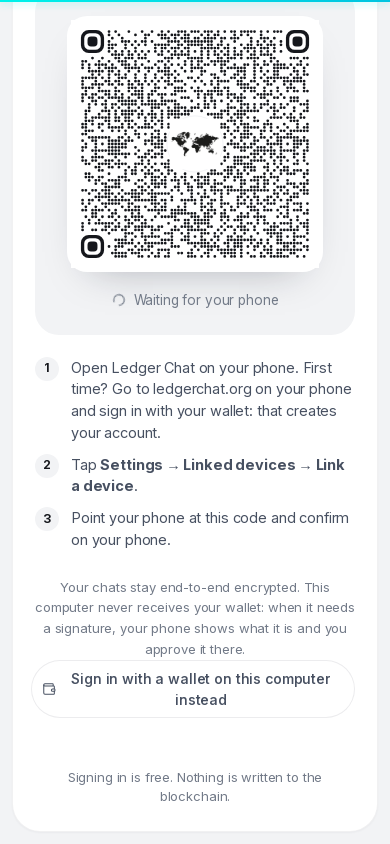 Waiting for your phone
1
Open Ledger Chat on your phone. First
time? Go to ledgerchat.org on your phone
and sign in with your wallet: that creates
your account.
2
Tap Settings → Linked devices → Link
a device.
3
Point your phone at this code and confirm
on your phone.
Your chats stay end-to-end encrypted. This
computer never receives your wallet: when it needs
a signature, your phone shows what it is and you
approve it there.
Sign in with a wallet on this computer
instead
Signing in is free. Nothing is written to the
blockchain.